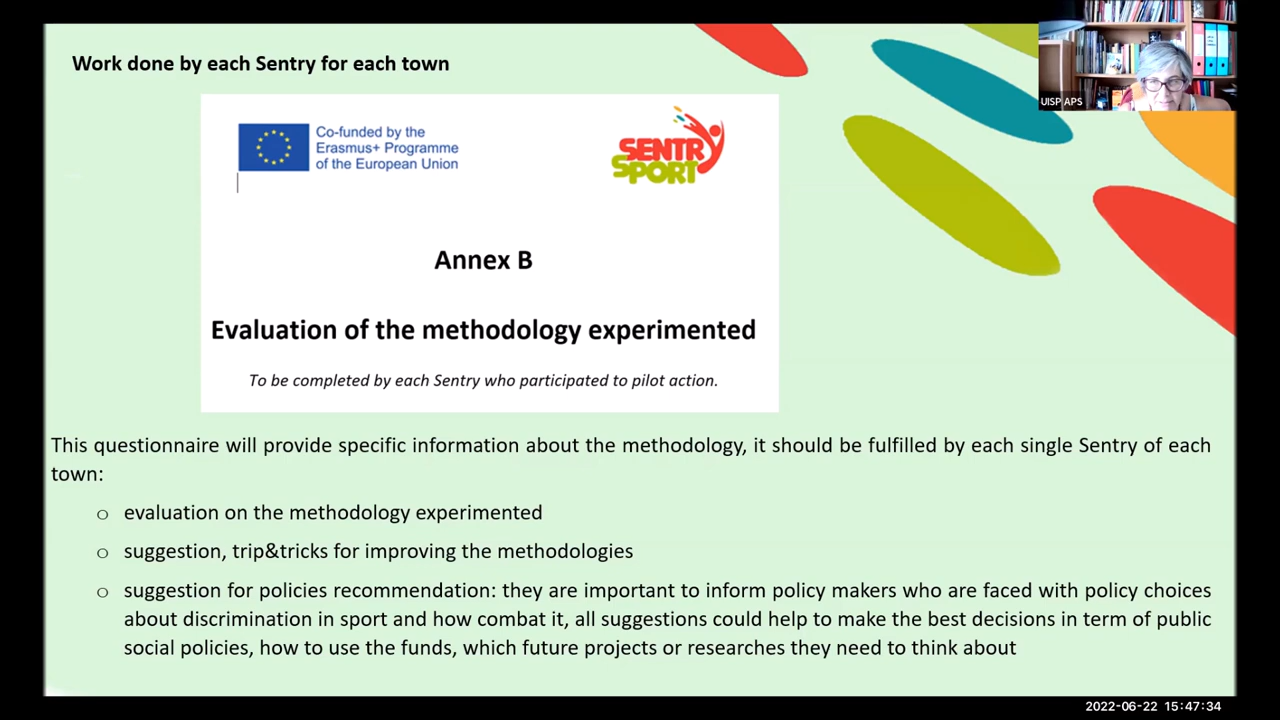 Work done by each Sentry for each town
UISP APS
Co-funded by the
Erasmus+ Programme
of the European Union
SENTRY
SPORT
Annex B
Evaluation of the methodology experimented
To be completed by each Sentry who participated to pilot action.
This questionnaire will provide specific information about the methodology, it should be fulfilled by each single Sentry of each
town:
o evaluation on the methodology experimented
o suggestion, trip&tricks for improving the methodologies
o suggestion for policies recommendation: they are important to inform policy makers who are faced with policy choices
about discrimination in sport and how combat it, all suggestions could help to make the best decisions in term of public
social policies, how to use the funds, which future projects or researches they need to think about
2022-06-22 15:47:34